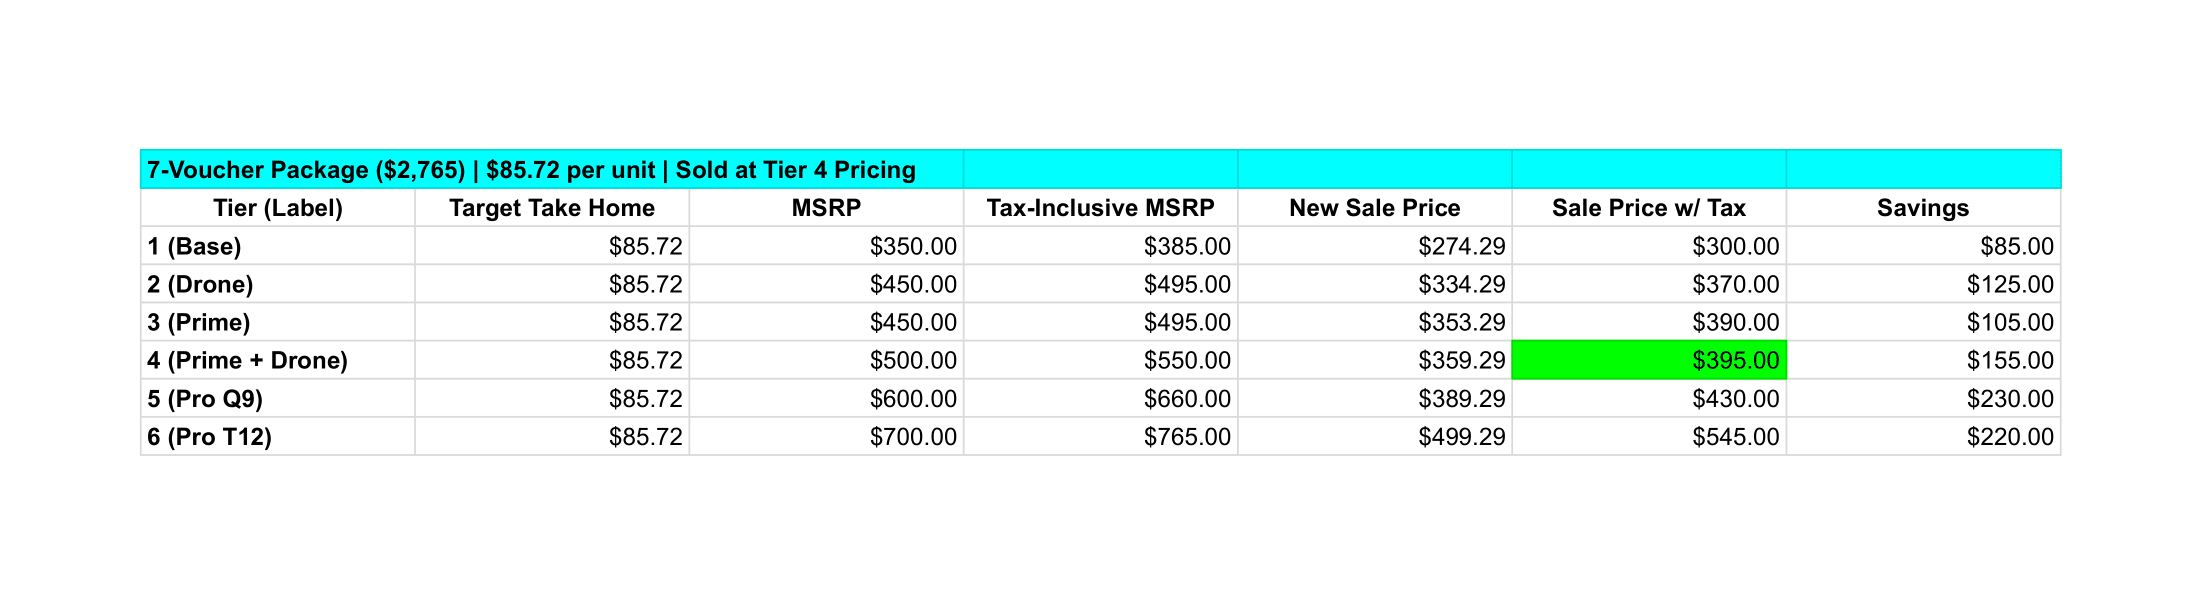 7-Voucher Package ($2,765) | $85.72 per unit | Sold at Tier 4 Pricing
Tier (Label) Target Take Home MSRP Tax-Inclusive MSRP New Sale Price Sale Price w/ Tax Savings
1 (Base) $85.72 $350.00 $385.00 $274.29 $300.00 $85.00
2 (Drone) $85.72 $450.00 $495.00 $334.29 $370.00 $125.00
3 (Prime) $85.72 $450.00 $495.00 $353.29 $390.00 $105.00
4 (Prime + Drone) $85.72 $500.00 $550.00 $359.29 $395.00 $155.00
5 (Pro Q9) $85.72 $600.00 $660.00 $389.29 $430.00 $230.00
6 (Pro T12) $85.72 $700.00 $765.00 $499.29 $545.00 $220.00